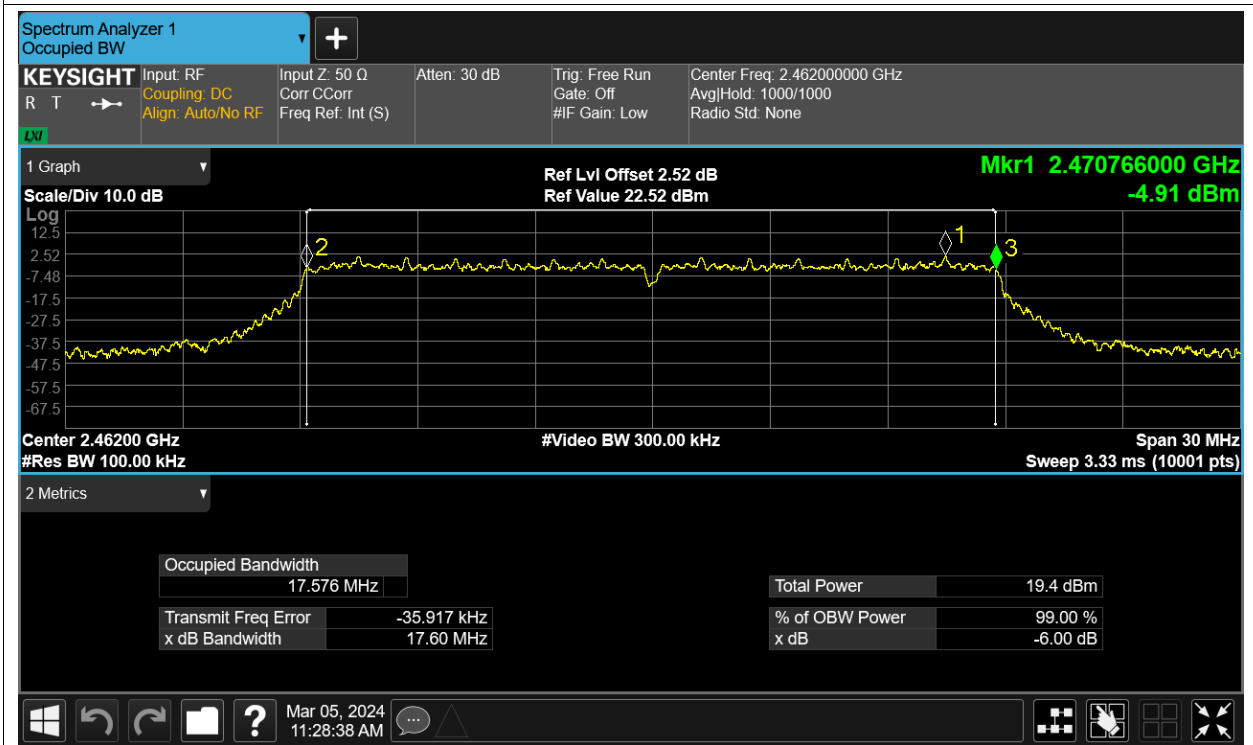 Spectrum Analyzer 1
Occupied BW
▼
+
KEYSIGHT
R T
LXI
Input: RF
Coupling: DC
Align: Auto/No RF
Input Z: 50 Ω
Corr CCorr
Freq Ref: Int (S)
Atten: 30 dB
Trig: Free Run
Gate: Off
#IF Gain: Low
Center Freq: 2.462000000 GHz
Avg|Hold: 1000/1000
Radio Std: None
1 Graph ▼
Scale/Div 10.0 dB
Ref Lvl Offset 2.52 dB
Ref Value 22.52 dBm
Mkr1 2.470766000 GHz
-4.91 dBm
Log
12.5
2.52
-7.48
-17.5
-27.5
-37.5
-47.5
-57.5
-67.5
2
1
3
Center 2.46200 GHz
#Res BW 100.00 kHz
#Video BW 300.00 kHz
Span 30 MHz
Sweep 3.33 ms (10001 pts)
2 Metrics ▼
Occupied Bandwidth
17.576 MHz
Transmit Freq Error -35.917 kHz
x dB Bandwidth 17.60 MHz
Total Power 19.4 dBm
% of OBW Power 99.00 %
x dB -6.00 dB
?
Mar 05, 2024
11:28:38 AM